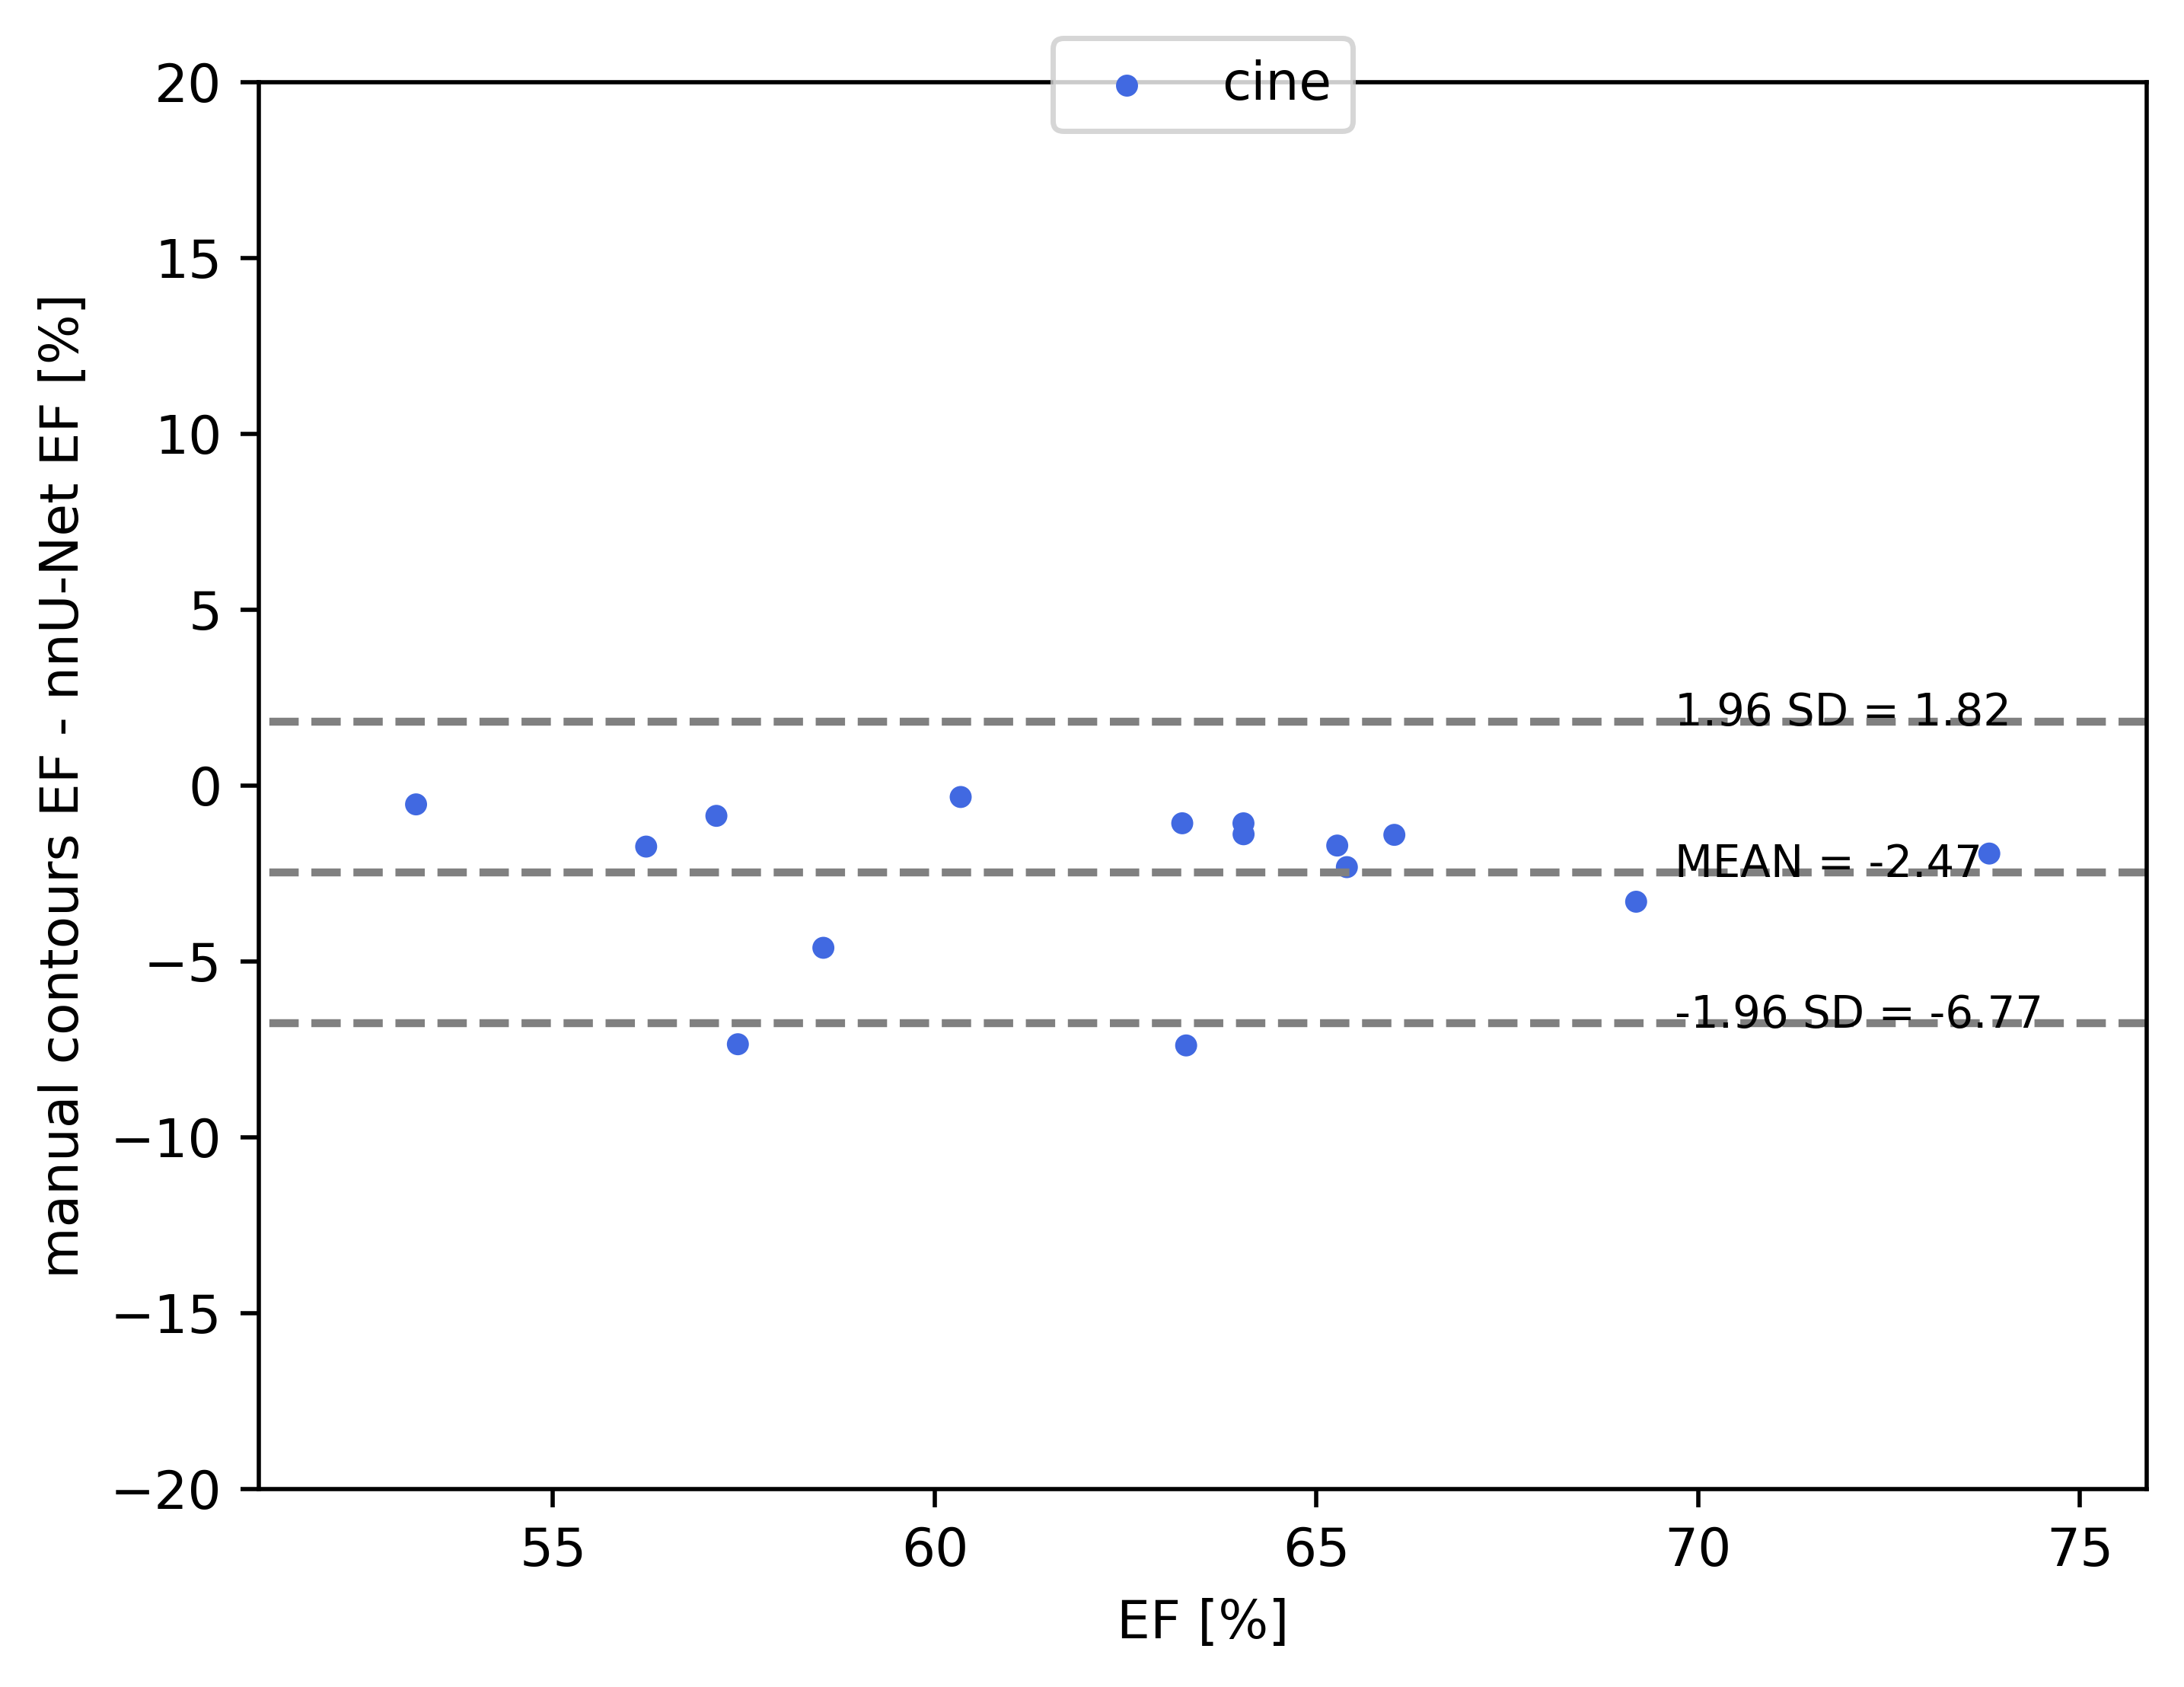 cine
20
15
10
5
0
−5
−10
−15
−20
manual contours EF - nnU-Net EF [%]
1.96 SD = 1.82
MEAN = -2.47
-1.96 SD = -6.77
55 60 65 70 75
EF [%]